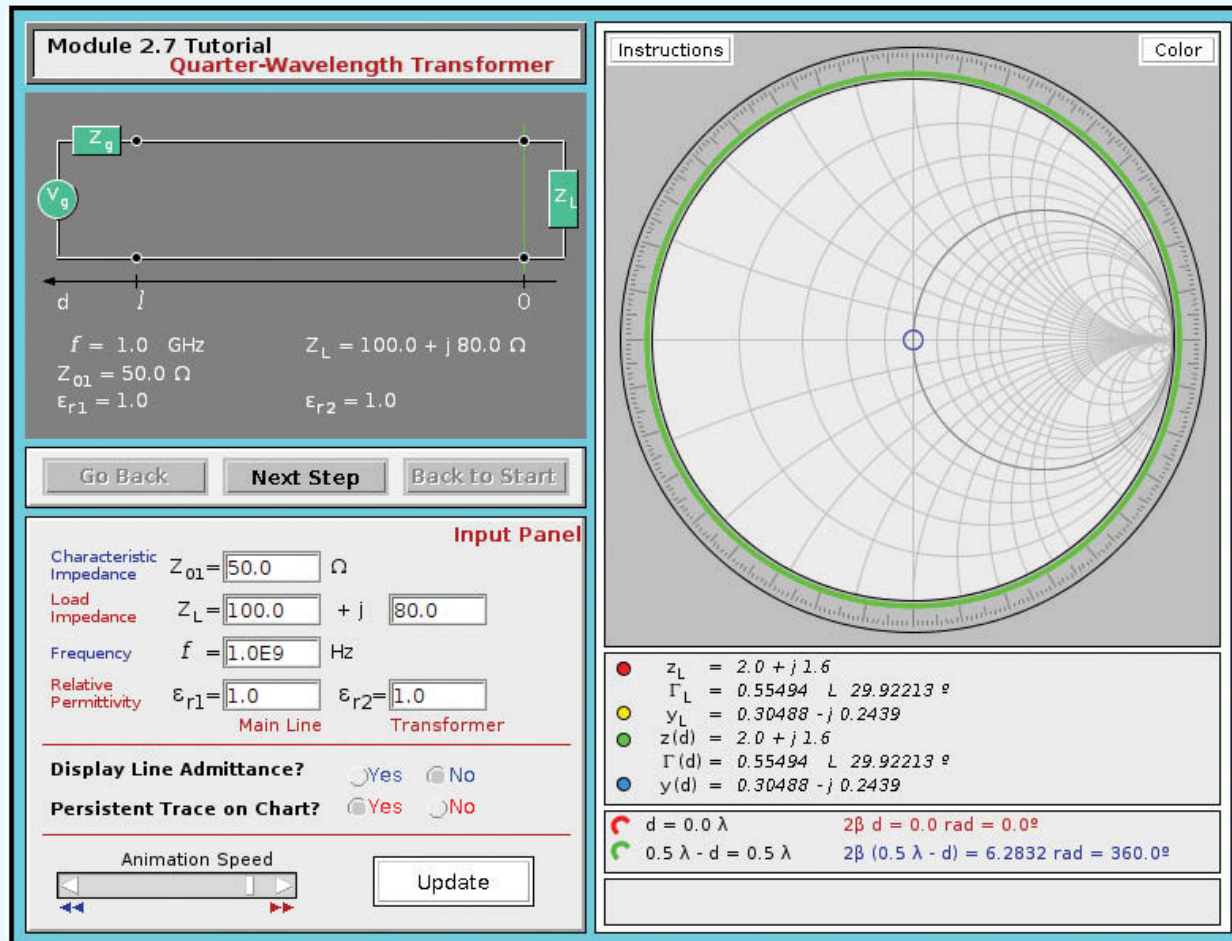 Module 2.7 Tutorial
Quarter-Wavelength Transformer
Zg
Vg
ZL
d
l
0
f = 1.0 GHz
ZL = 100.0 + j 80.0 Ω
Z01 = 50.0 Ω
εr1 = 1.0
εr2 = 1.0
Go Back
Next Step
Back to Start
Input Panel
Characteristic Impedance
Z01= 50.0 Ω
Load Impedance
ZL= 100.0 + j 80.0
Frequency
f = 1.0E9 Hz
Relative Permittivity
εr1= 1.0
εr2= 1.0
Main Line
Transformer
Display Line Admittance?
Yes
No
Persistent Trace on Chart?
Yes
No
Animation Speed
Update
Instructions
Color
zL = 2.0 + j 1.6
ΓL = 0.55494 L 29.92213 º
yL = 0.30488 - j 0.2439
z(d) = 2.0 + j 1.6
Γ(d) = 0.55494 L 29.92213 º
y(d) = 0.30488 - j 0.2439
d = 0.0 λ
2β d = 0.0 rad = 0.0º
0.5 λ - d = 0.5 λ
2β (0.5 λ - d) = 6.2832 rad = 360.0º